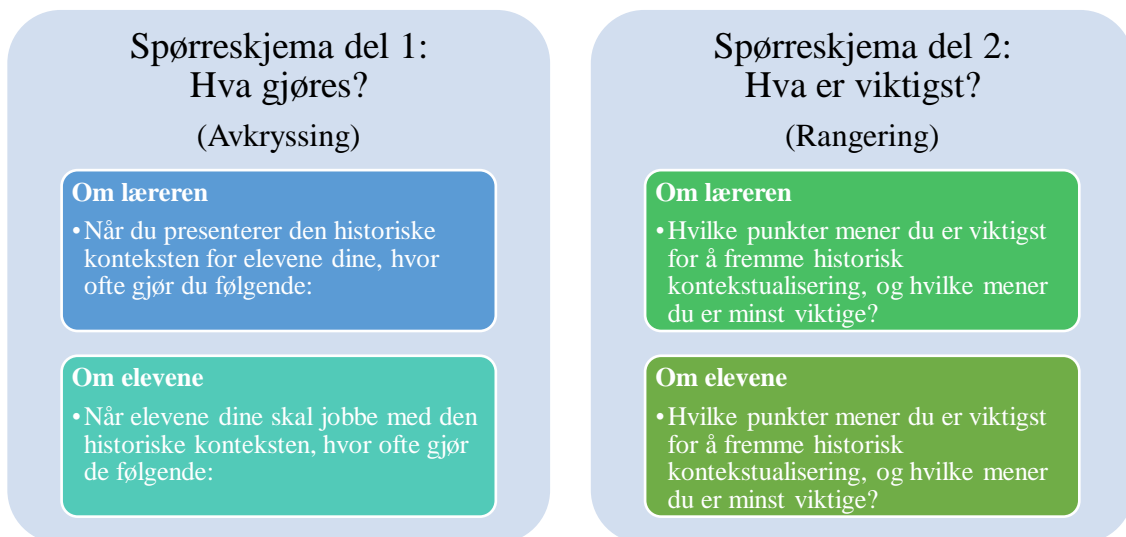 Spørreskjema del 1:
Hva gjøres?
(Avkryssing)
Om læreren
•Når du presenterer den historiske
konteksten for elevene dine, hvor
ofte gjør du følgende:
Om elevene
•Når elevene dine skal jobbe med den
historiske konteksten, hvor ofte gjør
de følgende:
Spørreskjema del 2:
Hva er viktigst?
(Rangering)
Om læreren
•Hvilke punkter mener du er viktigst
for å fremme historisk
kontekstualisering, og hvilke mener
du er minst viktige?
Om elevene
•Hvilke punkter mener du er viktigst
for å fremme historisk
kontekstualisering, og hvilke mener
du er minst viktige?